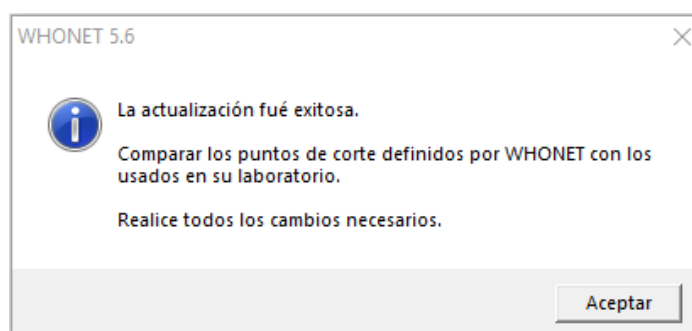 WHONET 5.6
La actualización fué exitosa.
Comparar los puntos de corte definidos por WHONET con los
usados en su laboratorio.
Realice todos los cambios necesarios.
Aceptar